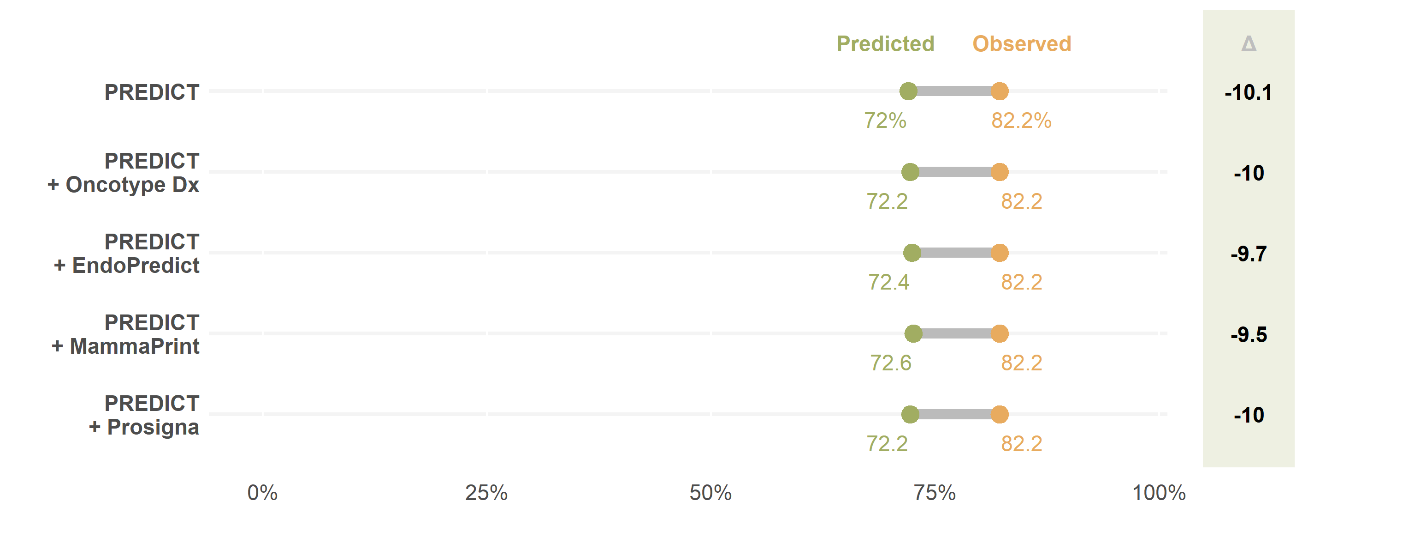 Predicted Observed Δ
PREDICT -10.1
72% 82.2%
PREDICT
+ Oncotype Dx -10
72.2 82.2
PREDICT
+ EndoPredict -9.7
72.4 82.2
PREDICT
+ MammaPrint -9.5
72.6 82.2
PREDICT
+ Prosigna -10
72.2 82.2
0% 25% 50% 75% 100%